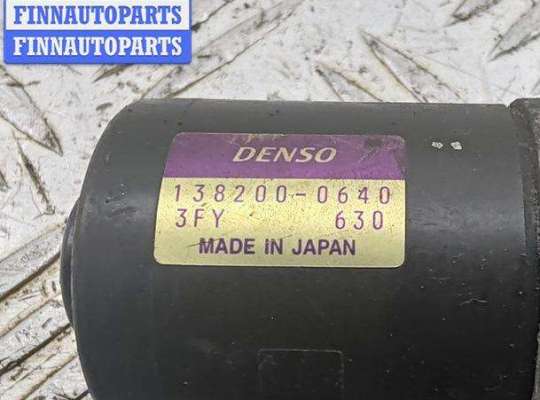 FINNAUTOPARTS
FINNAUTOPARTS
DENSO
138200-0640
3FY 630
MADE IN JAPAN